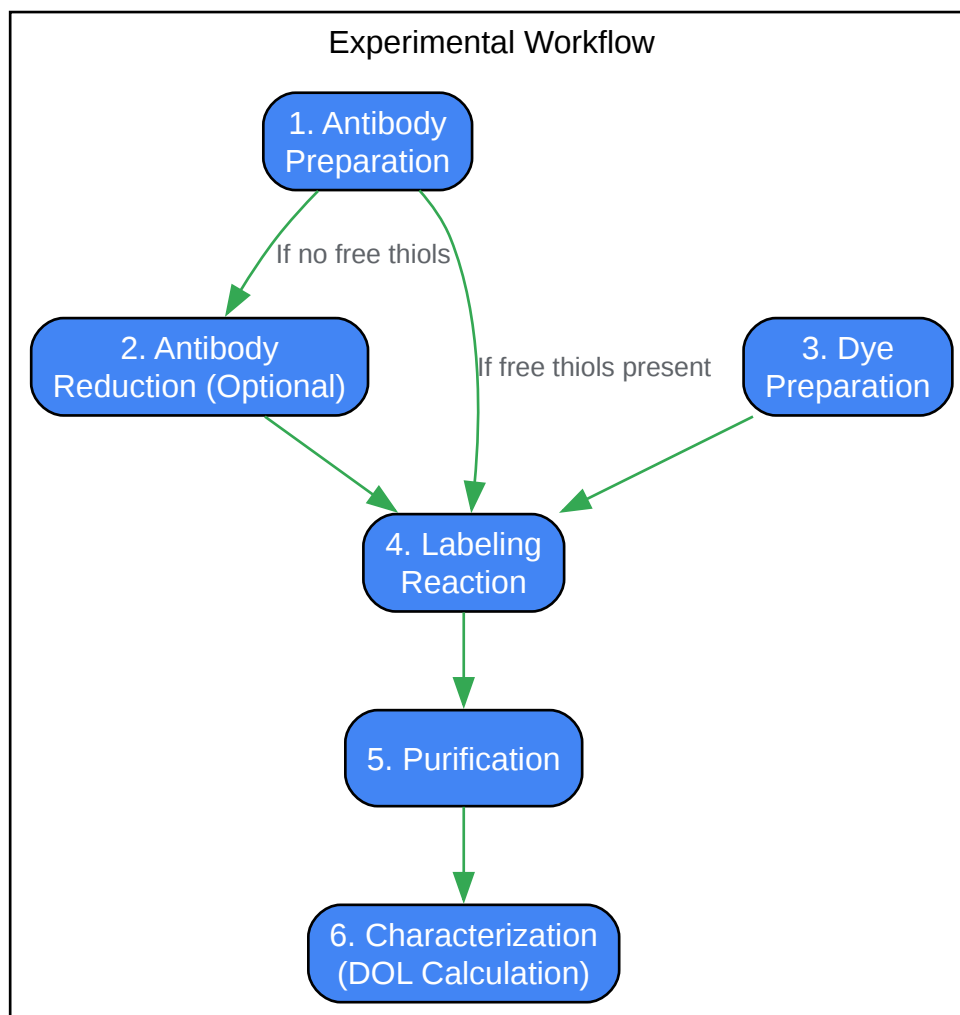 Experimental Workflow
1. Antibody
Preparation
If no free thiols
2. Antibody
Reduction (Optional)
If free thiols present
3. Dye
Preparation
4. Labeling
Reaction
5. Purification
6. Characterization
(DOL Calculation)